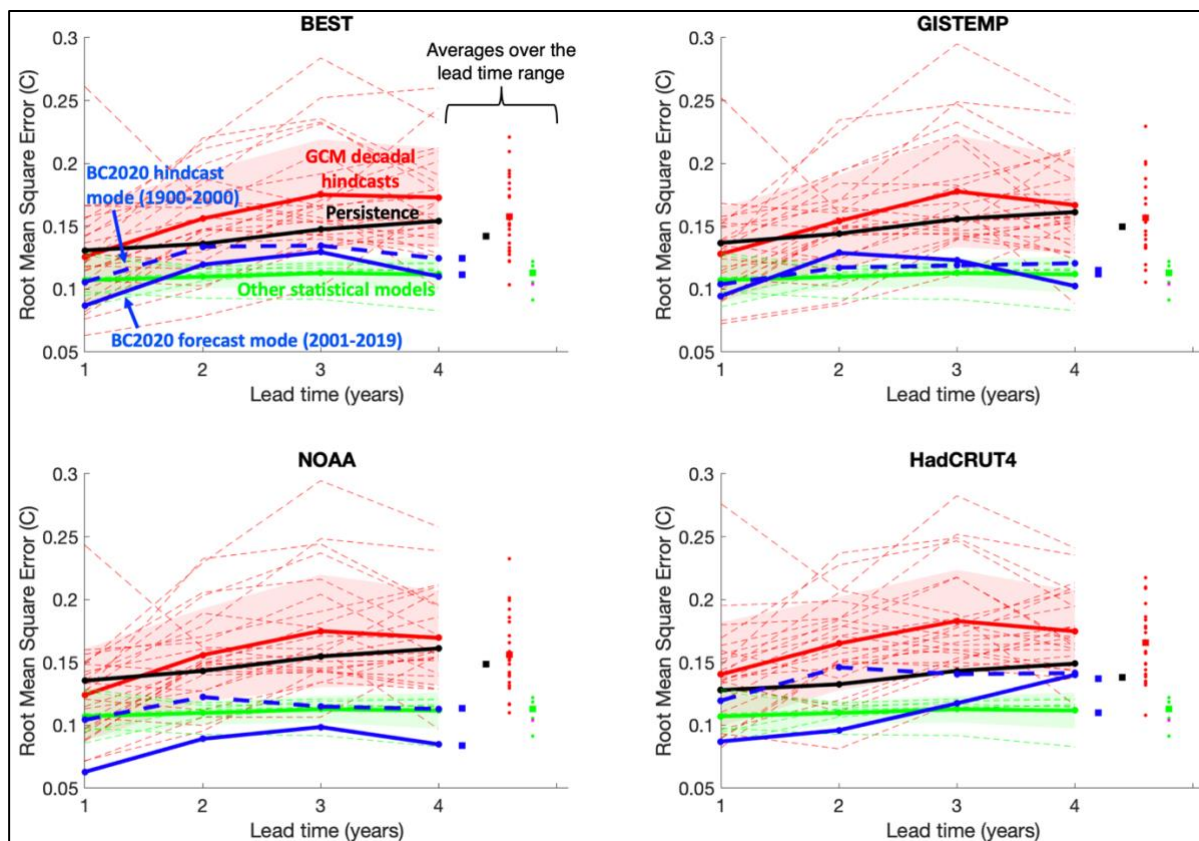 BEST
0.3
0.25
0.2
0.15
0.1
0.05
Root Mean Square Error (C)
Averages over the
lead time range
BC2020 hindcast
mode (1900-2000)
GCM decadal
hindcasts
Persistence
Other statistical models
BC2020 forecast mode (2001-2019)
1 2 3 4
Lead time (years)
GISTEMP
0.3
0.25
0.2
0.15
0.1
0.05
Root Mean Square Error (C)
1 2 3 4
Lead time (years)
NOAA
0.3
0.25
0.2
0.15
0.1
0.05
Root Mean Square Error (C)
1 2 3 4
Lead time (years)
HadCRUT4
0.3
0.25
0.2
0.15
0.1
0.05
Root Mean Square Error (C)
1 2 3 4
Lead time (years)